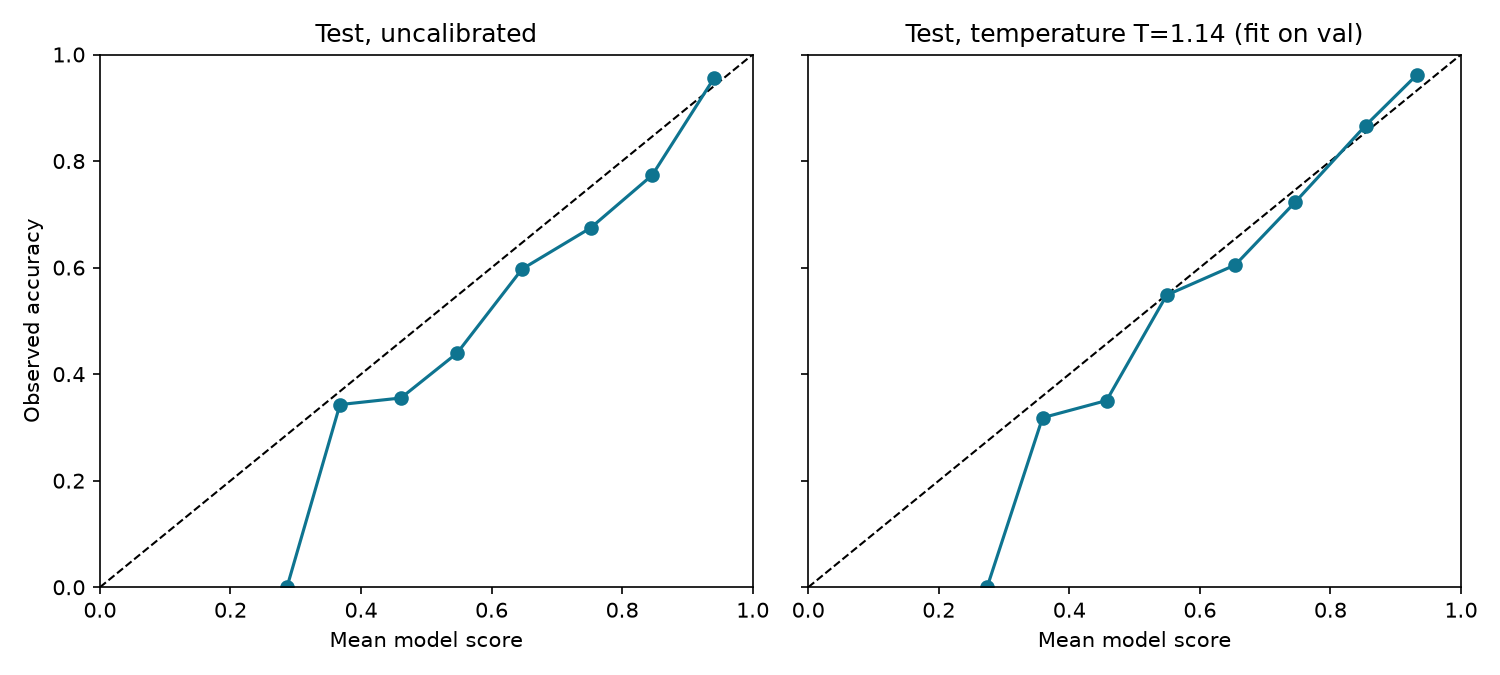 Test, uncalibrated
Test, temperature T=1.14 (fit on val)
Observed accuracy
1.0
0.8
0.6
0.4
0.2
0.0
0.0 0.2 0.4 0.6 0.8 1.0
0.0 0.2 0.4 0.6 0.8 1.0
Mean model score
Mean model score